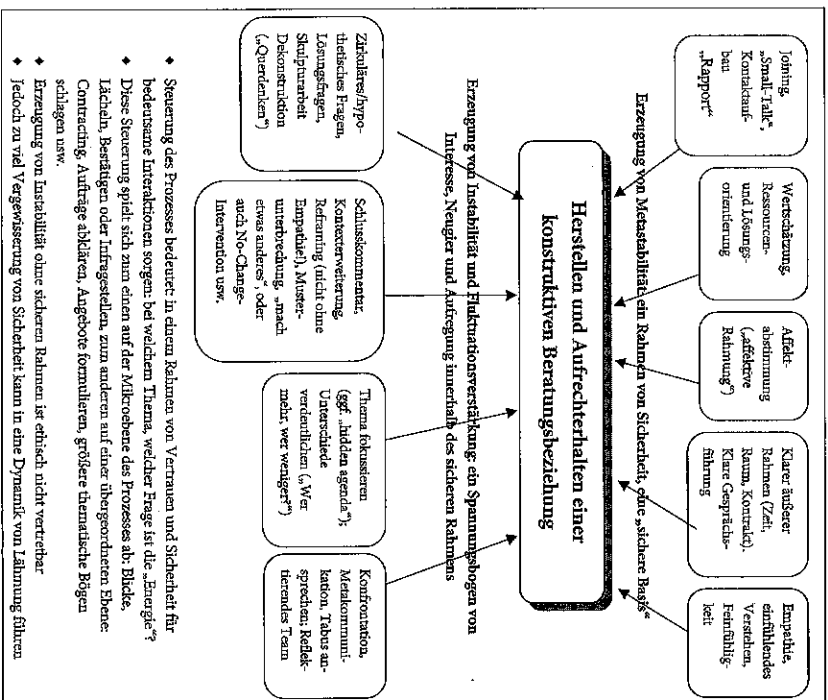 Joining,
„Small-Talk“,
Kontaktauf-
bau
„Rapport“
Wertschätzung,
Ressourcen-
und Lösungs-
orientierung
Affekt-
abstimmung
(„affektive
Rahmung“)
Klarer äußerer
Rahmen (Zeit,
Raum, Kontrakt).
Klare Gesprächs-
führung
Empathie,
einfühlendes
Verstehen,
Feinfühlig-
keit
Erzeugung von Metastabilität: ein Rahmen von Sicherheit, eine „sichere Basis“
Herstellen und Aufrechterhalten einer
konstruktiven Beratungsbeziehung
Erzeugung von Instabilität und Fluktuationsverstärkung: ein Spannungsbogen von
Interesse, Neugier und Aufregung innerhalb des sicheren Rahmens
Zirkuläres/hypo-
thetisches Fragen,
Lösungsfragen,
Skulpturarbeit
Dekonstruktion
(„Querdenken“)
Schlusskommentar,
Kontexterweiterung,
Reframing (nicht ohne
Empathie!), Muster-
unterbrechung, „mach
etwas anderes“, oder
auch No-Change-
Intervention usw.
Thema fokussieren
(ggf. „hidden agenda“);
Unterschiede
verdeutlichen („Wer
mehr, wer weniger?“)
Konfrontation,
Metakommuni-
kation, Tabus an-
sprechen; Reflek-
tierendes Team
♦ Steuerung des Prozesses bedeutet: in einem Rahmen von Vertrauen und Sicherheit für
bedeutsame Interaktionen sorgen: bei welchem Thema, welcher Frage ist die „Energie“?
♦ Diese Steuerung spielt sich zum einen auf der Mikroebene des Prozesses ab: Blicke,
Lächeln, Bestätigen oder Infragestellen, zum anderen auf einer übergeordneten Ebene:
Contracting, Aufträge abklären, Angebote formulieren, größere thematische Bögen
schlagen usw.
♦ Erzeugung von Instabilität ohne sicheren Rahmen ist ethisch nicht vertretbar
♦ Jedoch zu viel Vergewisserung von Sicherheit kann in eine Dynamik von Lähmung führen